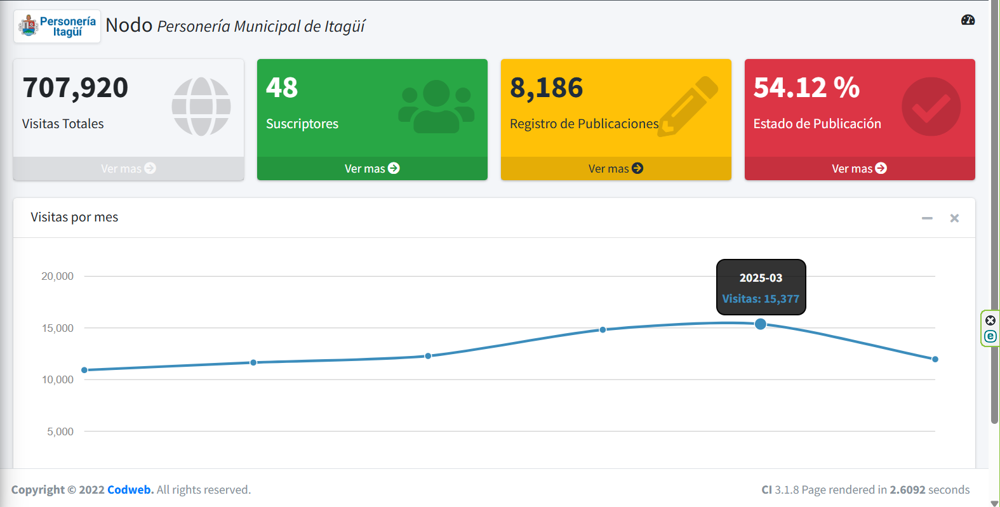 Personería
Itagüí
Nodo Personería Municipal de Itagüí
707,920
Visitas Totales
Ver mas
48
Suscriptores
Ver mas
8,186
Registro de Publicaciones
Ver mas
54.12 %
Estado de Publicación
Ver mas
Visitas por mes
20,000
15,000
10,000
5,000
2025-03
Visitas: 15,377
e
Copyright © 2022 Codweb. All rights reserved.
CI 3.1.8 Page rendered in 2.6092 seconds